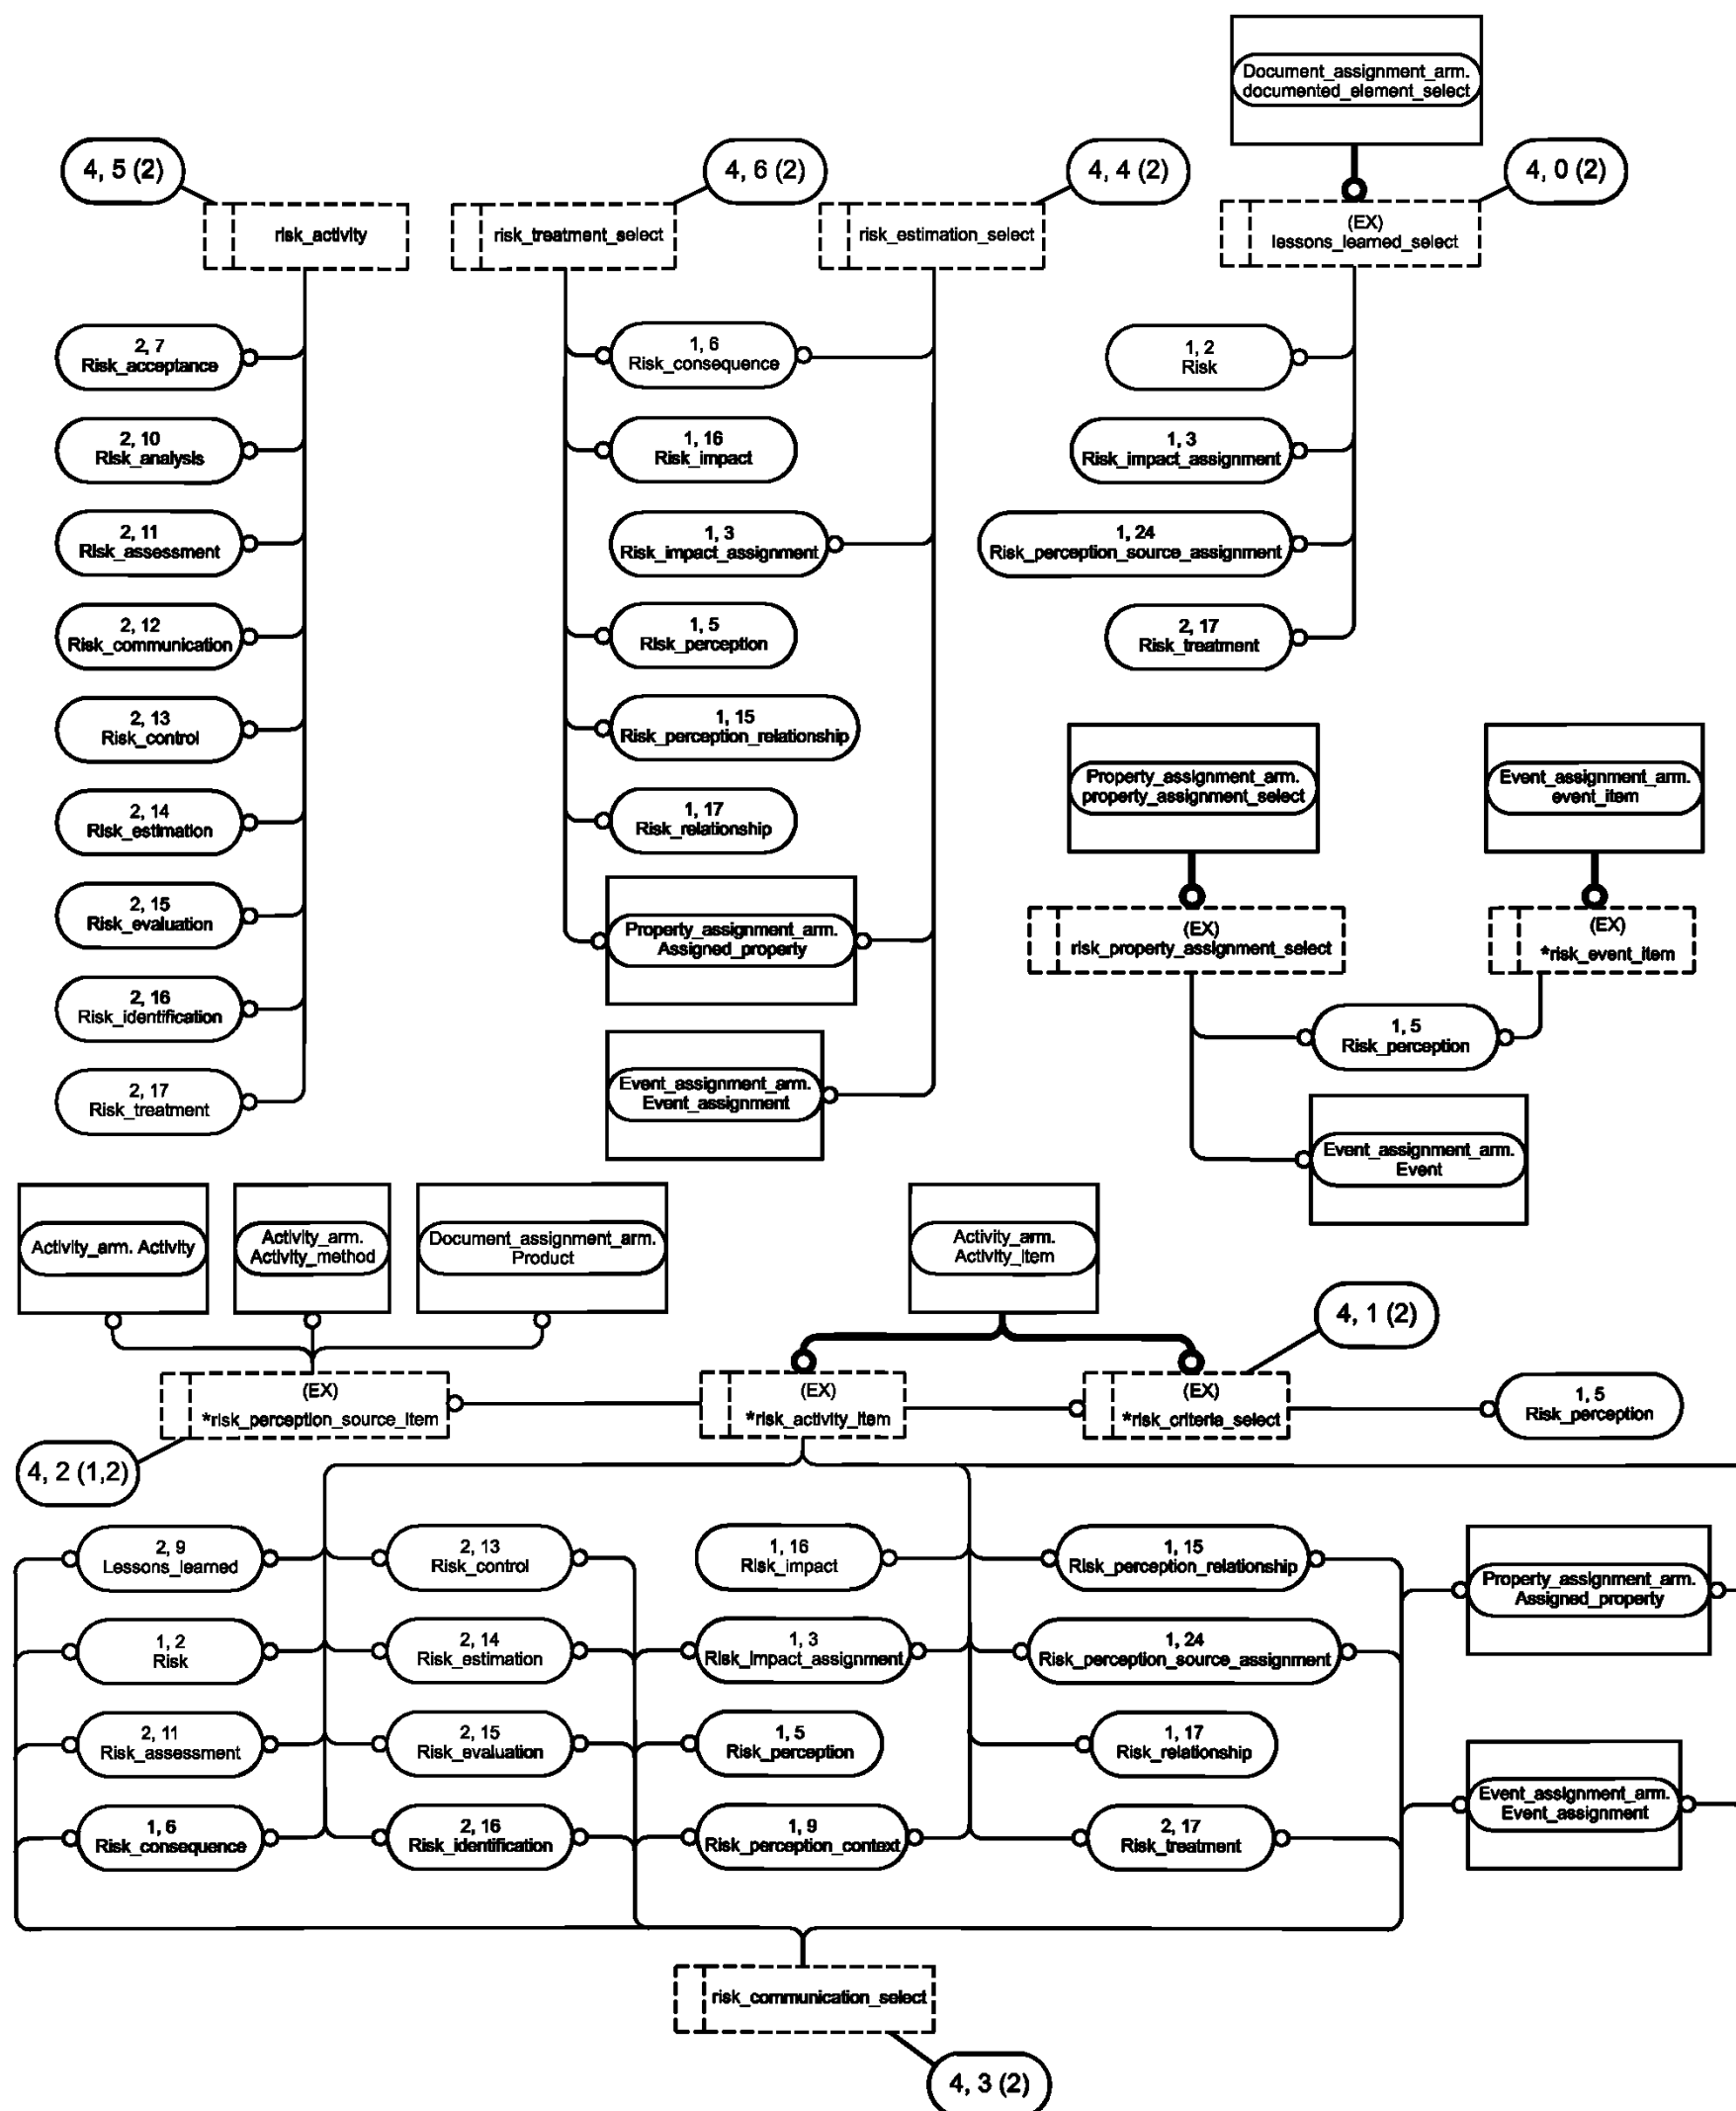 Document_assignment_arm.
documented_element_select
4, 5 (2)
4, 6 (2)
4, 4 (2)
4, 0 (2)
risk_activity
risk_treatment_select
risk_estimation_select
(EX)
lessons_learned_select
2, 7
Risk_acceptance
2, 10
Risk_analysis
2, 11
Risk_assessment
2, 12
Risk_communication
2, 13
Risk_control
2, 14
Risk_estimation
2, 15
Risk_evaluation
2, 16
Risk_identification
2, 17
Risk_treatment
1, 6
Risk_consequence
1, 16
Risk_impact
1, 3
Risk_impact_assignment
1, 5
Risk_perception
1, 15
Risk_perception_relationship
1, 17
Risk_relationship
Property_assignment_arm.
Assigned_property
Event_assignment_arm.
Event_assignment
1, 2
Risk
1, 3
Risk_impact_assignment
1, 24
Risk_perception_source_assignment
2, 17
Risk_treatment
Property_assignment_arm.
property_assignment_select
Event_assignment_arm.
event_item
(EX)
risk_property_assignment_select
(EX)
*risk_event_item
1, 5
Risk_perception
Event_assignment_arm.
Event
Activity_arm. Activity
Activity_arm.
Activity_method
Document_assignment_arm.
Product
Activity_arm.
Activity_item
4, 1 (2)
(EX)
*risk_perception_source_item
(EX)
*risk_activity_item
(EX)
*risk_criteria_select
1, 5
Risk_perception
4, 2 (1,2)
2, 9
Lessons_learned
2, 13
Risk_control
1, 16
Risk_impact
1, 15
Risk_perception_relationship
Property_assignment_arm.
Assigned_property
1, 2
Risk
2, 14
Risk_estimation
1, 3
Risk_impact_assignment
1, 24
Risk_perception_source_assignment
2, 11
Risk_assessment
2, 15
Risk_evaluation
1, 5
Risk_perception
1, 17
Risk_relationship
Event_assignment_arm.
Event_assignment
1, 6
Risk_consequence
2, 16
Risk_identification
1, 9
Risk_perception_context
2, 17
Risk_treatment
risk_communication_select
4, 3 (2)